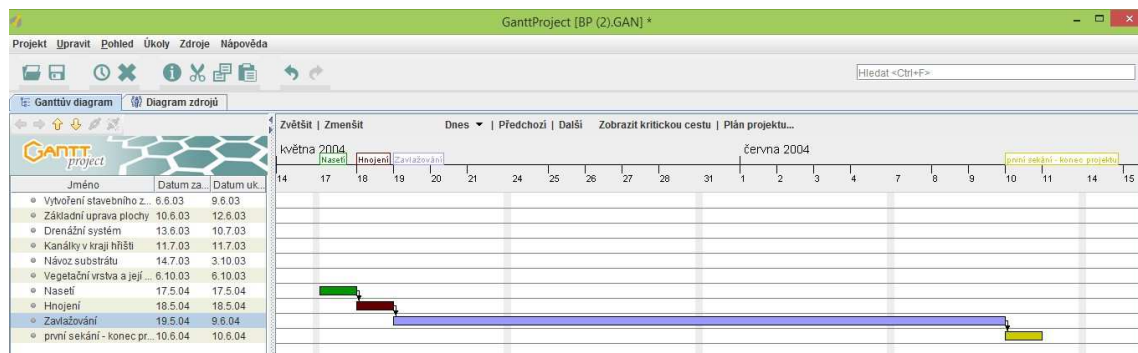 GanttProject [BP (2).GAN] *
Projekt Upravit Pohled Úkoly Zdroje Nápověda
Hledat <Ctrl+F>
Ganttův diagram Diagram zdrojů
Zvětšit | Zmenšit Dnes | Předchozí | Další Zobrazit kritickou cestu | Plán projektu...
GANTT project
května 2004 června 2004
Nasetí Hnojení Zavlažování první sekání - konec projektu
14 17 18 19 20 21 24 25 26 27 28 31 1 2 3 4 7 8 9 10 11 14 15
Jméno Datum za... Datum uk...
Vytvoření stavebního z... 6.6.03 9.6.03
Základní uprava plochy 10.6.03 12.6.03
Drenážní systém 13.6.03 10.7.03
Kanálky v kraji hřišti 11.7.03 11.7.03
Návoz substrátu 14.7.03 3.10.03
Vegetační vrstva a její ... 6.10.03 6.10.03
Nasetí 17.5.04 17.5.04
Hnojení 18.5.04 18.5.04
Zavlažování 19.5.04 9.6.04
první sekání - konec pr... 10.6.04 10.6.04